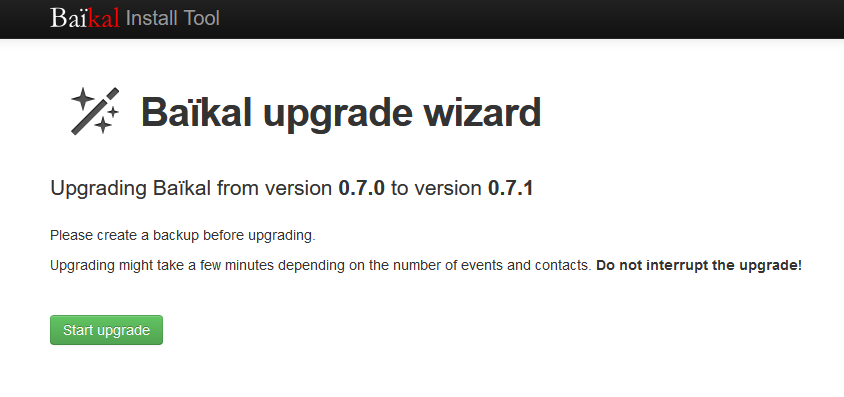 Baïkal Install Tool
Baïkal upgrade wizard
Upgrading Baïkal from version 0.7.0 to version 0.7.1
Please create a backup before upgrading.
Upgrading might take a few minutes depending on the number of events and contacts. Do not interrupt the upgrade!
Start upgrade